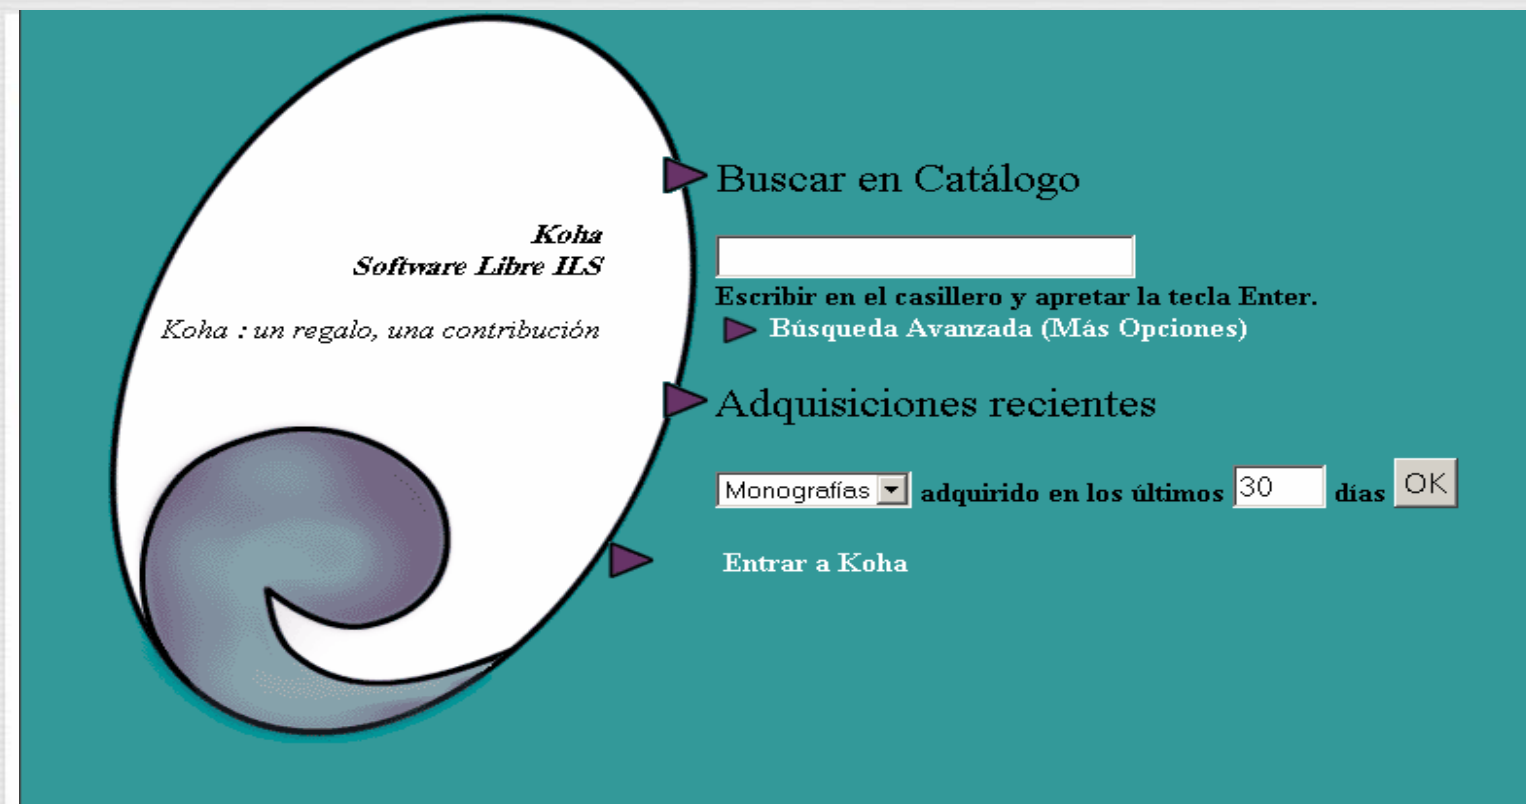 Koha
Software Libre ILS
Koha : un regalo, una contribución
Buscar en Catálogo
Escribir en el casillero y apretar la tecla Enter.
Búsqueda Avanzada (Más Opciones)
Adquisiciones recientes
Monografías adquirido en los últimos 30 días OK
Entrar a Koha